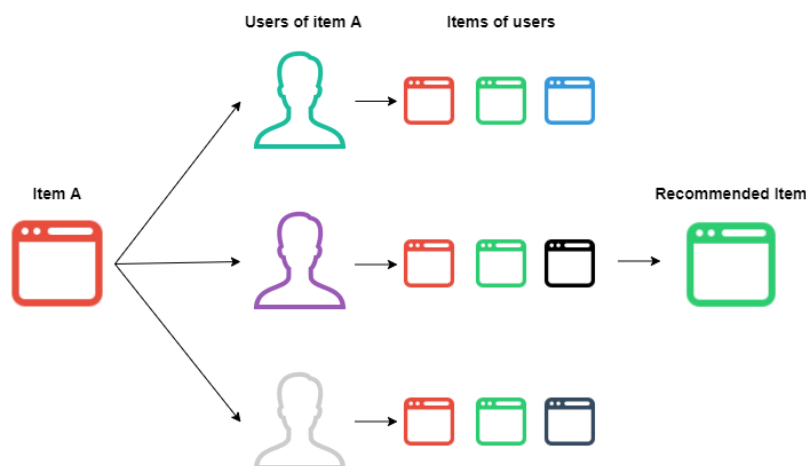 Users of item A
Items of users
Item A
Recommended Item